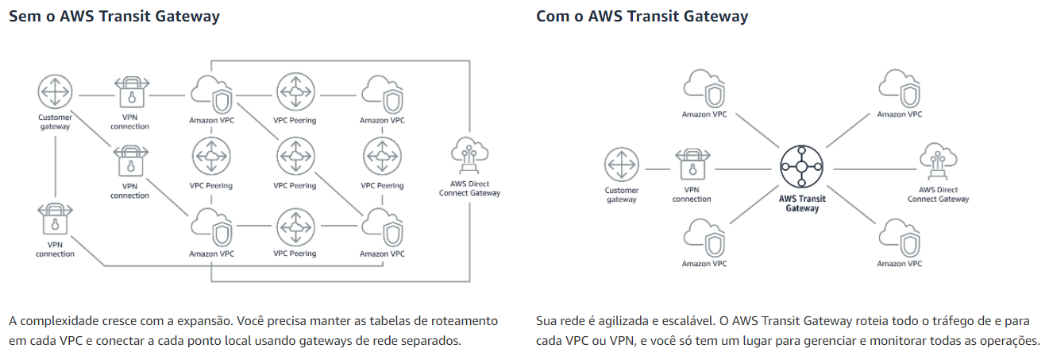 Sem o AWS Transit Gateway
Customer
gateway
VPN
connection
Amazon VPC
VPC Peering
Amazon VPC
VPN
connection
VPC Peering
VPC Peering
VPC Peering
AWS Direct
Connect Gateway
VPN
connection
Amazon VPC
VPC Peering
Amazon VPC
A complexidade cresce com a expansão. Você precisa manter as tabelas de roteamento
em cada VPC e conectar a cada ponto local usando gateways de rede separados.
Com o AWS Transit Gateway
Amazon VPC
Amazon VPC
Customer
gateway
VPN
connection
AWS Transit
Gateway
AWS Direct
Connect Gateway
Amazon VPC
Amazon VPC
Sua rede é agilizada e escalável. O AWS Transit Gateway roteia todo o tráfego de e para
cada VPC ou VPN, e você só tem um lugar para gerenciar e monitorar todas as operações.